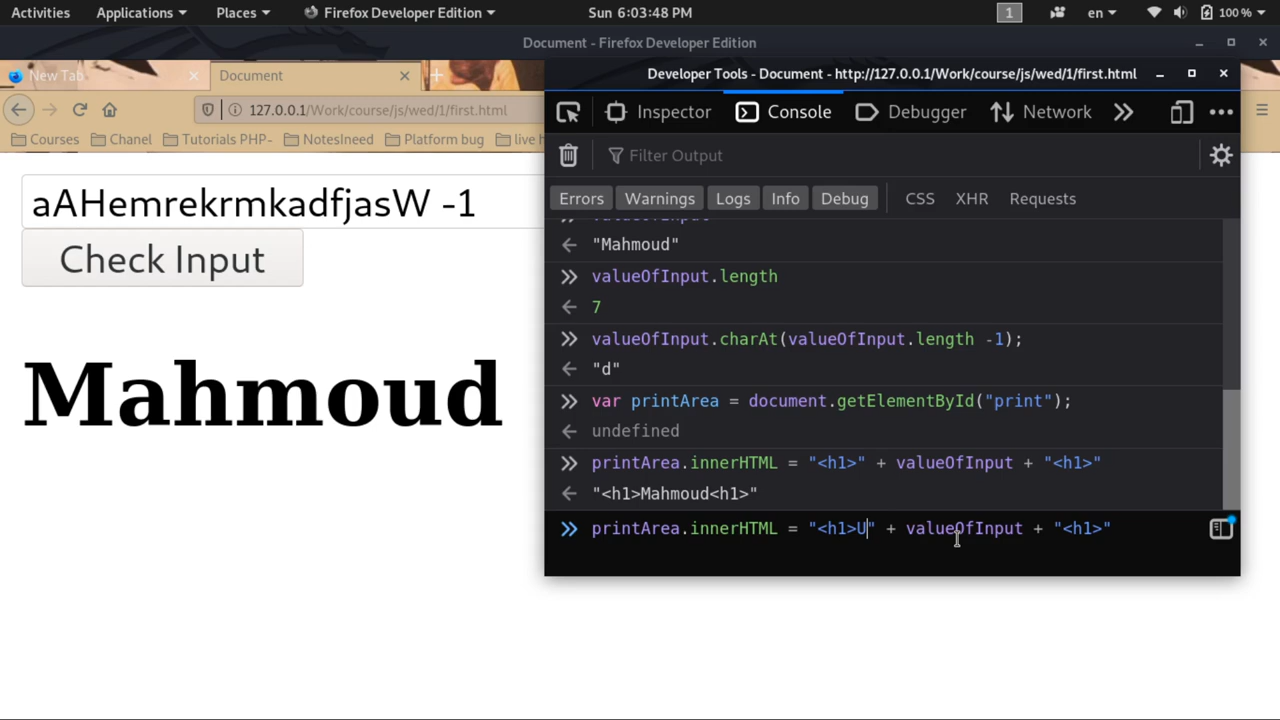 Activities Applications Places Firefox Developer Edition Sun 6:03:48 PM 1 en 100 %
Document - Firefox Developer Edition
New Tab Document
Developer Tools - Document - http://127.0.0.1/Work/course/js/wed/1/first.html
127.0.0.1/Work/course/js/wed/1/first.html
Inspector Console Debugger Network
Courses Chanel Tutorials PHP- NotesIneed Platform bug live h
Filter Output
Errors Warnings Logs Info Debug CSS XHR Requests
aAHemrekrmkadfjasW -1
Check Input
Mahmoud
valueOfInput
"Mahmoud"
valueOfInput.length
7
valueOfInput.charAt(valueOfInput.length -1);
"d"
var printArea = document.getElementById("print");
undefined
printArea.innerHTML = "<h1>" + valueOfInput + "<h1>"
"<h1>Mahmoud<h1>"
printArea.innerHTML = "<h1>U" + valueOfInput + "<h1>"